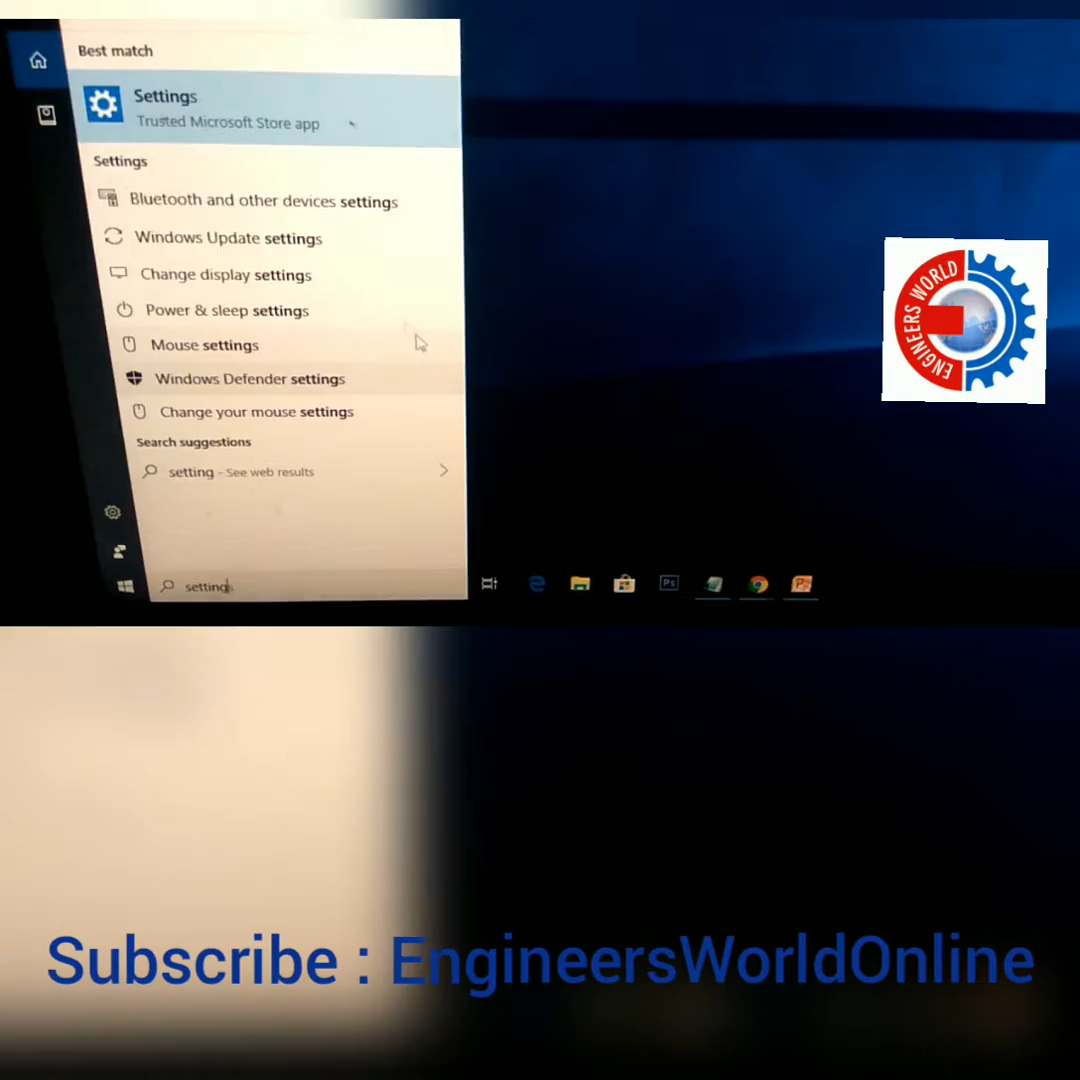 Best match
Settings
Trusted Microsoft Store app
Settings
Bluetooth and other devices settings
Windows Update settings
Change display settings
Power & sleep settings
Mouse settings
Windows Defender settings
Change your mouse settings
Search suggestions
setting - See web results
setting
Ps
P
ENGINEERS WORLD
Subscribe : EngineersWorldOnline